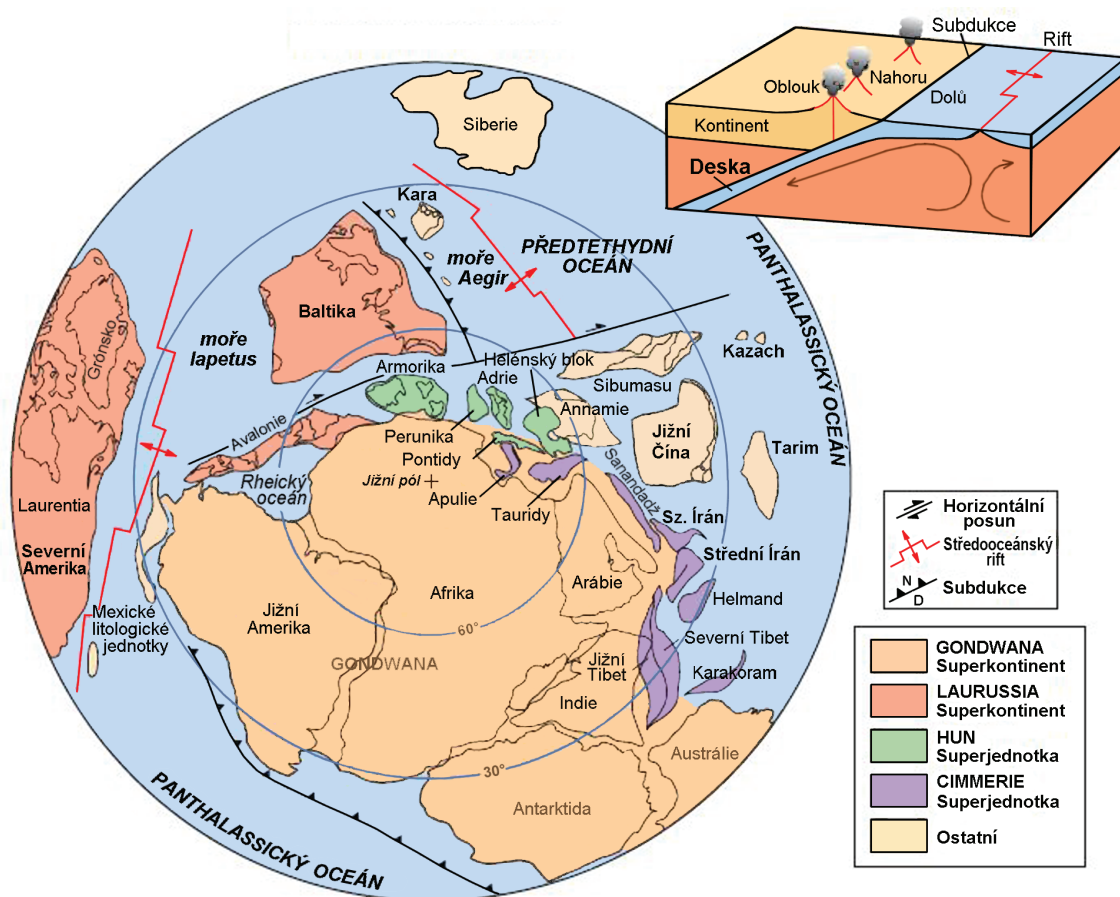 Siberie
Kara
PŘEDTETHYDNÍ
OCEÁN
moře
Aegir
Baltika
moře
Iapetus
Grónsko
Laurentia
Severní
Amerika
Avalonie
Armorika
Helénský blok
Adrie
Perunika
Pontidy
Jižní pól
Apulie
Tauridy
Rheický
oceán
Annamie
Sibumasu
Kazach
Jižní
Čína
Tarim
PANTHALASSICKÝ OCEÁN
Sanandadž
Sz. Írán
Střední Írán
Helmand
Arábie
Afrika
60°
Jižní
Amerika
Mexické
litologické
jednotky
GONDWANA
Severní Tibet
Jižní
Tibet
Karakoram
Indie
30°
Austrálie
Antarktida
PANTHALASSICKÝ OCEÁN
Subdukce
Rift
Nahoru
Oblouk
Dolů
Kontinent
Deska
Horizontální
posun
Středooceánský
rift
N
D
Subdukce
GONDWANA
Superkontinent
LAURUSSIA
Superkontinent
HUN
Superjednotka
CIMMERIE
Superjednotka
Ostatní